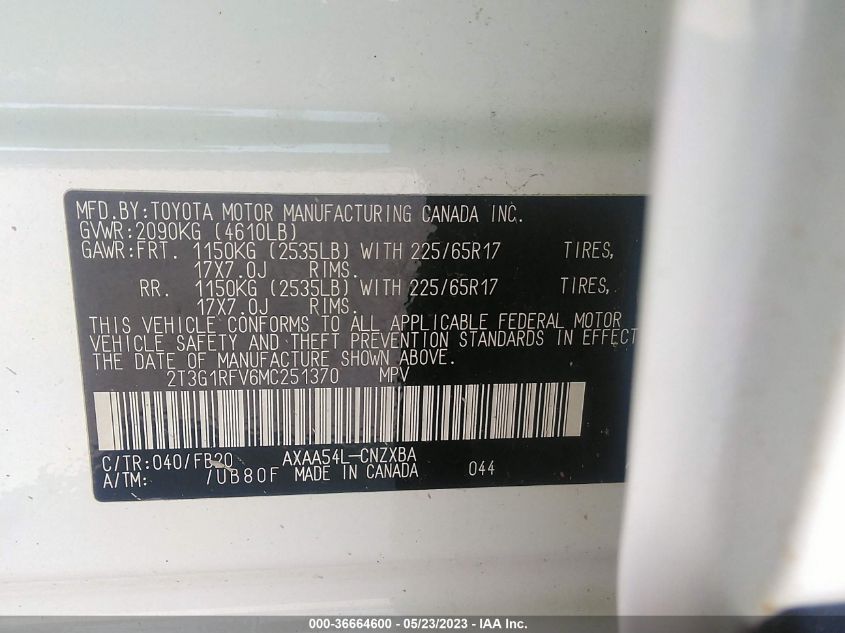 MFD.BY:TOYOTA MOTOR MANUFACTURING CANADA INC.
GVWR:2090KG (4610LB)
GAWR:FRT. 1150KG (2535LB) WITH 225/65R17 TIRES,
17X7.0J RIMS.
RR. 1150KG (2535LB) WITH 225/65R17 TIRES,
17X7.0J RIMS.
THIS VEHICLE CONFORMS TO ALL APPLICABLE FEDERAL MOTOR
VEHICLE SAFETY AND THEFT PREVENTION STANDARDS IN EFFECT
THE DATE OF MANUFACTURE SHOWN ABOVE.
2T3G1RFV6MC251370 MPV
C/TR:040/FB20 AXAA54L-CNZXBA
A/TM: /UB80F MADE IN CANADA 044
000-36664600 / 05/23/2023 - IAA Inc.